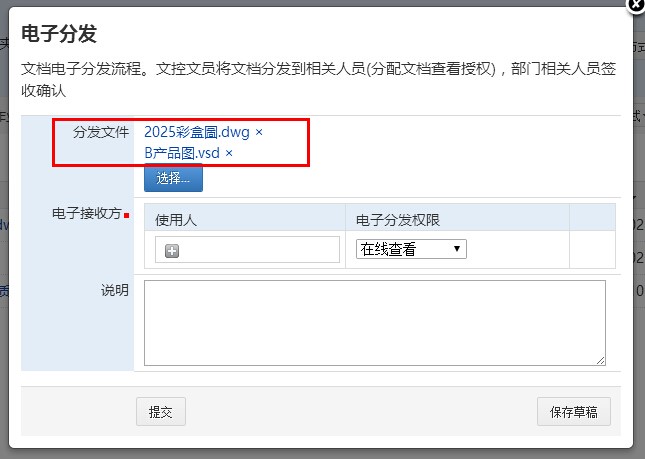 电子分发
文档电子分发流程。文控文员将文档分发到相关人员(分配文档查看授权)，部门相关人员签
收确认
分发文件
2025彩盒圖.dwg ×
B产品图.vsd ×
选择...
电子接收方
使用人
电子分发权限
在线查看
说明
提交
保存草稿